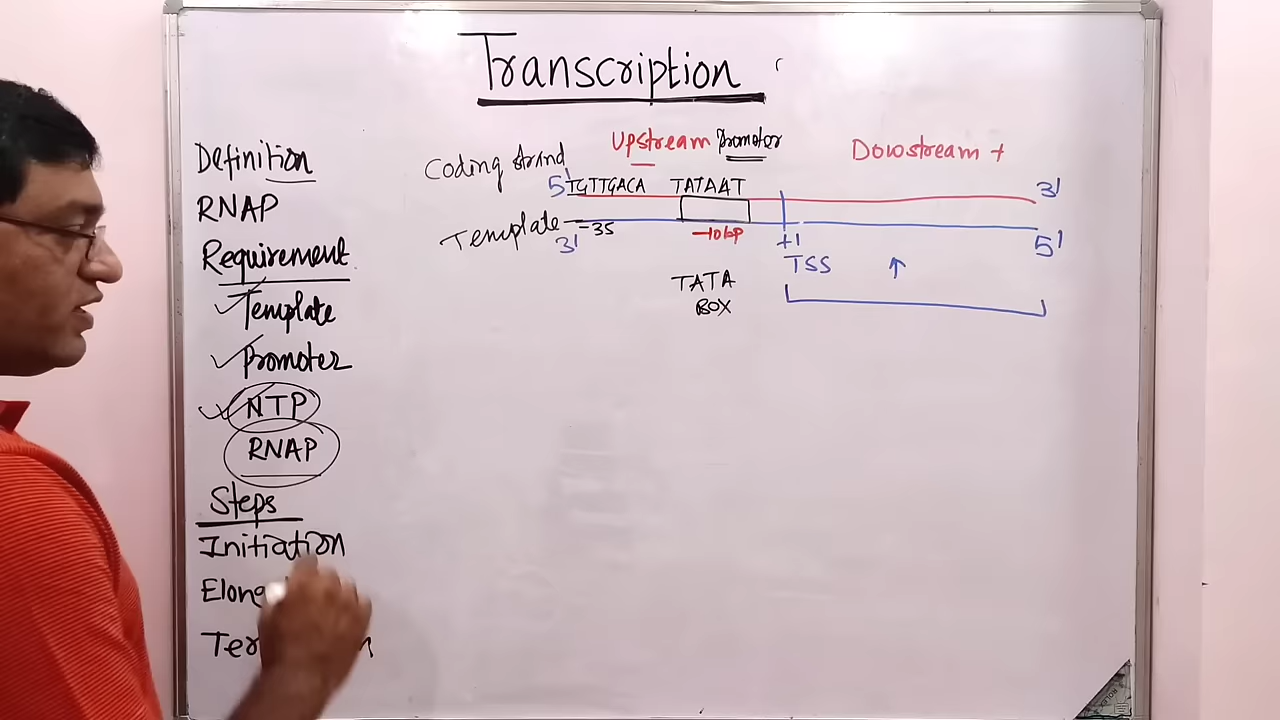 Transcription
Definition
RNAP
Requirement
Template
Promoter
NTP
RNAP
Steps
Initiation
Upstream Promoter
Dowstream +
Coding strand
5' TGTTGACA TATAAT 3'
Template -35 -10bp +1
3' 5'
TSS
TATA
BOX